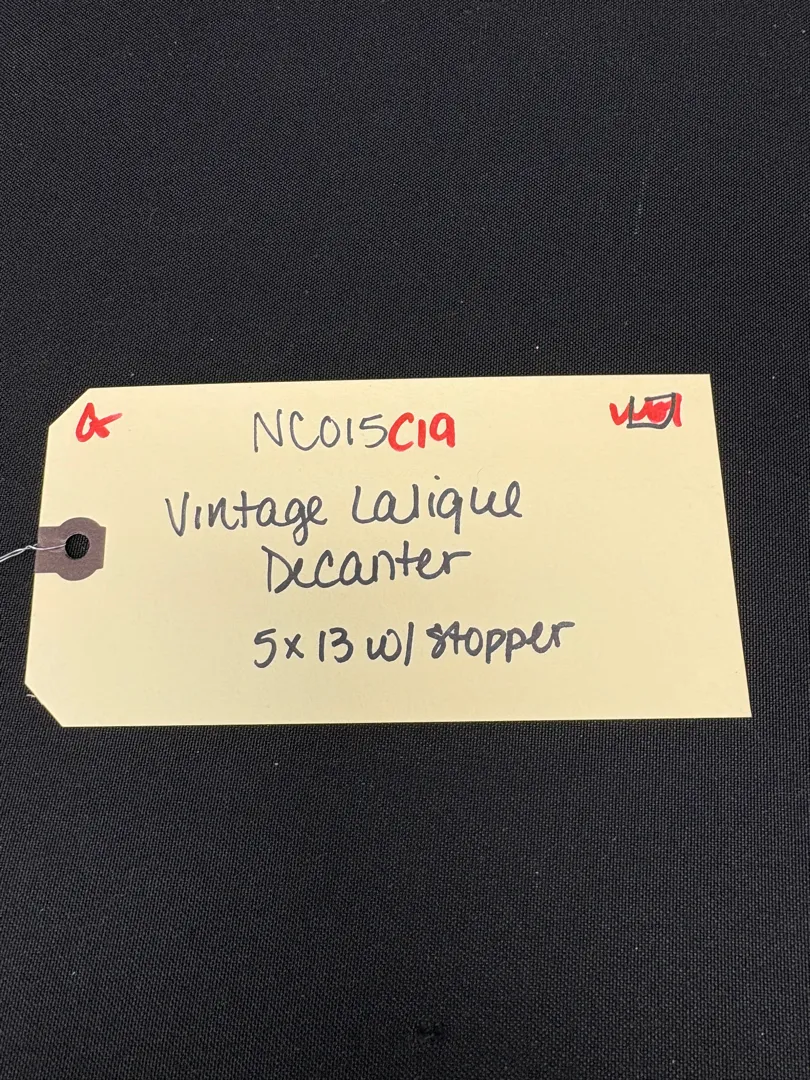 NC015C19
Vintage Lalique
Decanter
5x13 w/ stopper